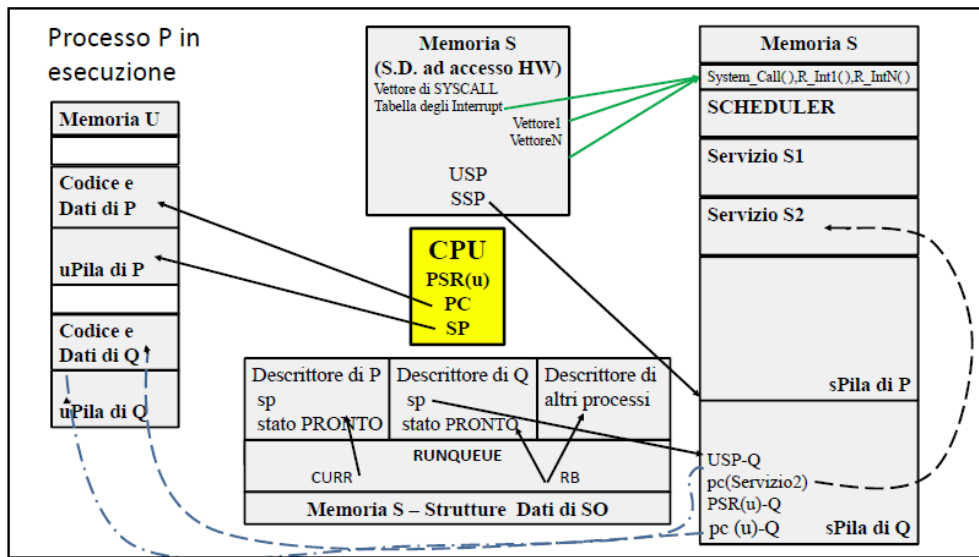 Processo P in
esecuzione
Memoria U
Codice e
Dati di P
uPila di P
Codice e
Dati di Q
uPila di Q
Memoria S
(S.D. ad accesso HW)
Vettore di SYSCALL
Tabella degli Interrupt
Vettore1
VettoreN
USP
SSP
CPU
PSR(u)
PC
SP
Descrittore di P
sp
stato PRONTO
Descrittore di Q
sp
stato PRONTO
Descrittore di
altri processi
RUNQUEUE
CURR
RB
Memoria S – Strutture Dati di SO
Memoria S
System_Call(),R_Int1(),R_IntN()
SCHEDULER
Servizio S1
Servizio S2
sPila di P
USP-Q
pc(Servizio2)
PSR(u)-Q
pc (u)-Q
sPila di Q